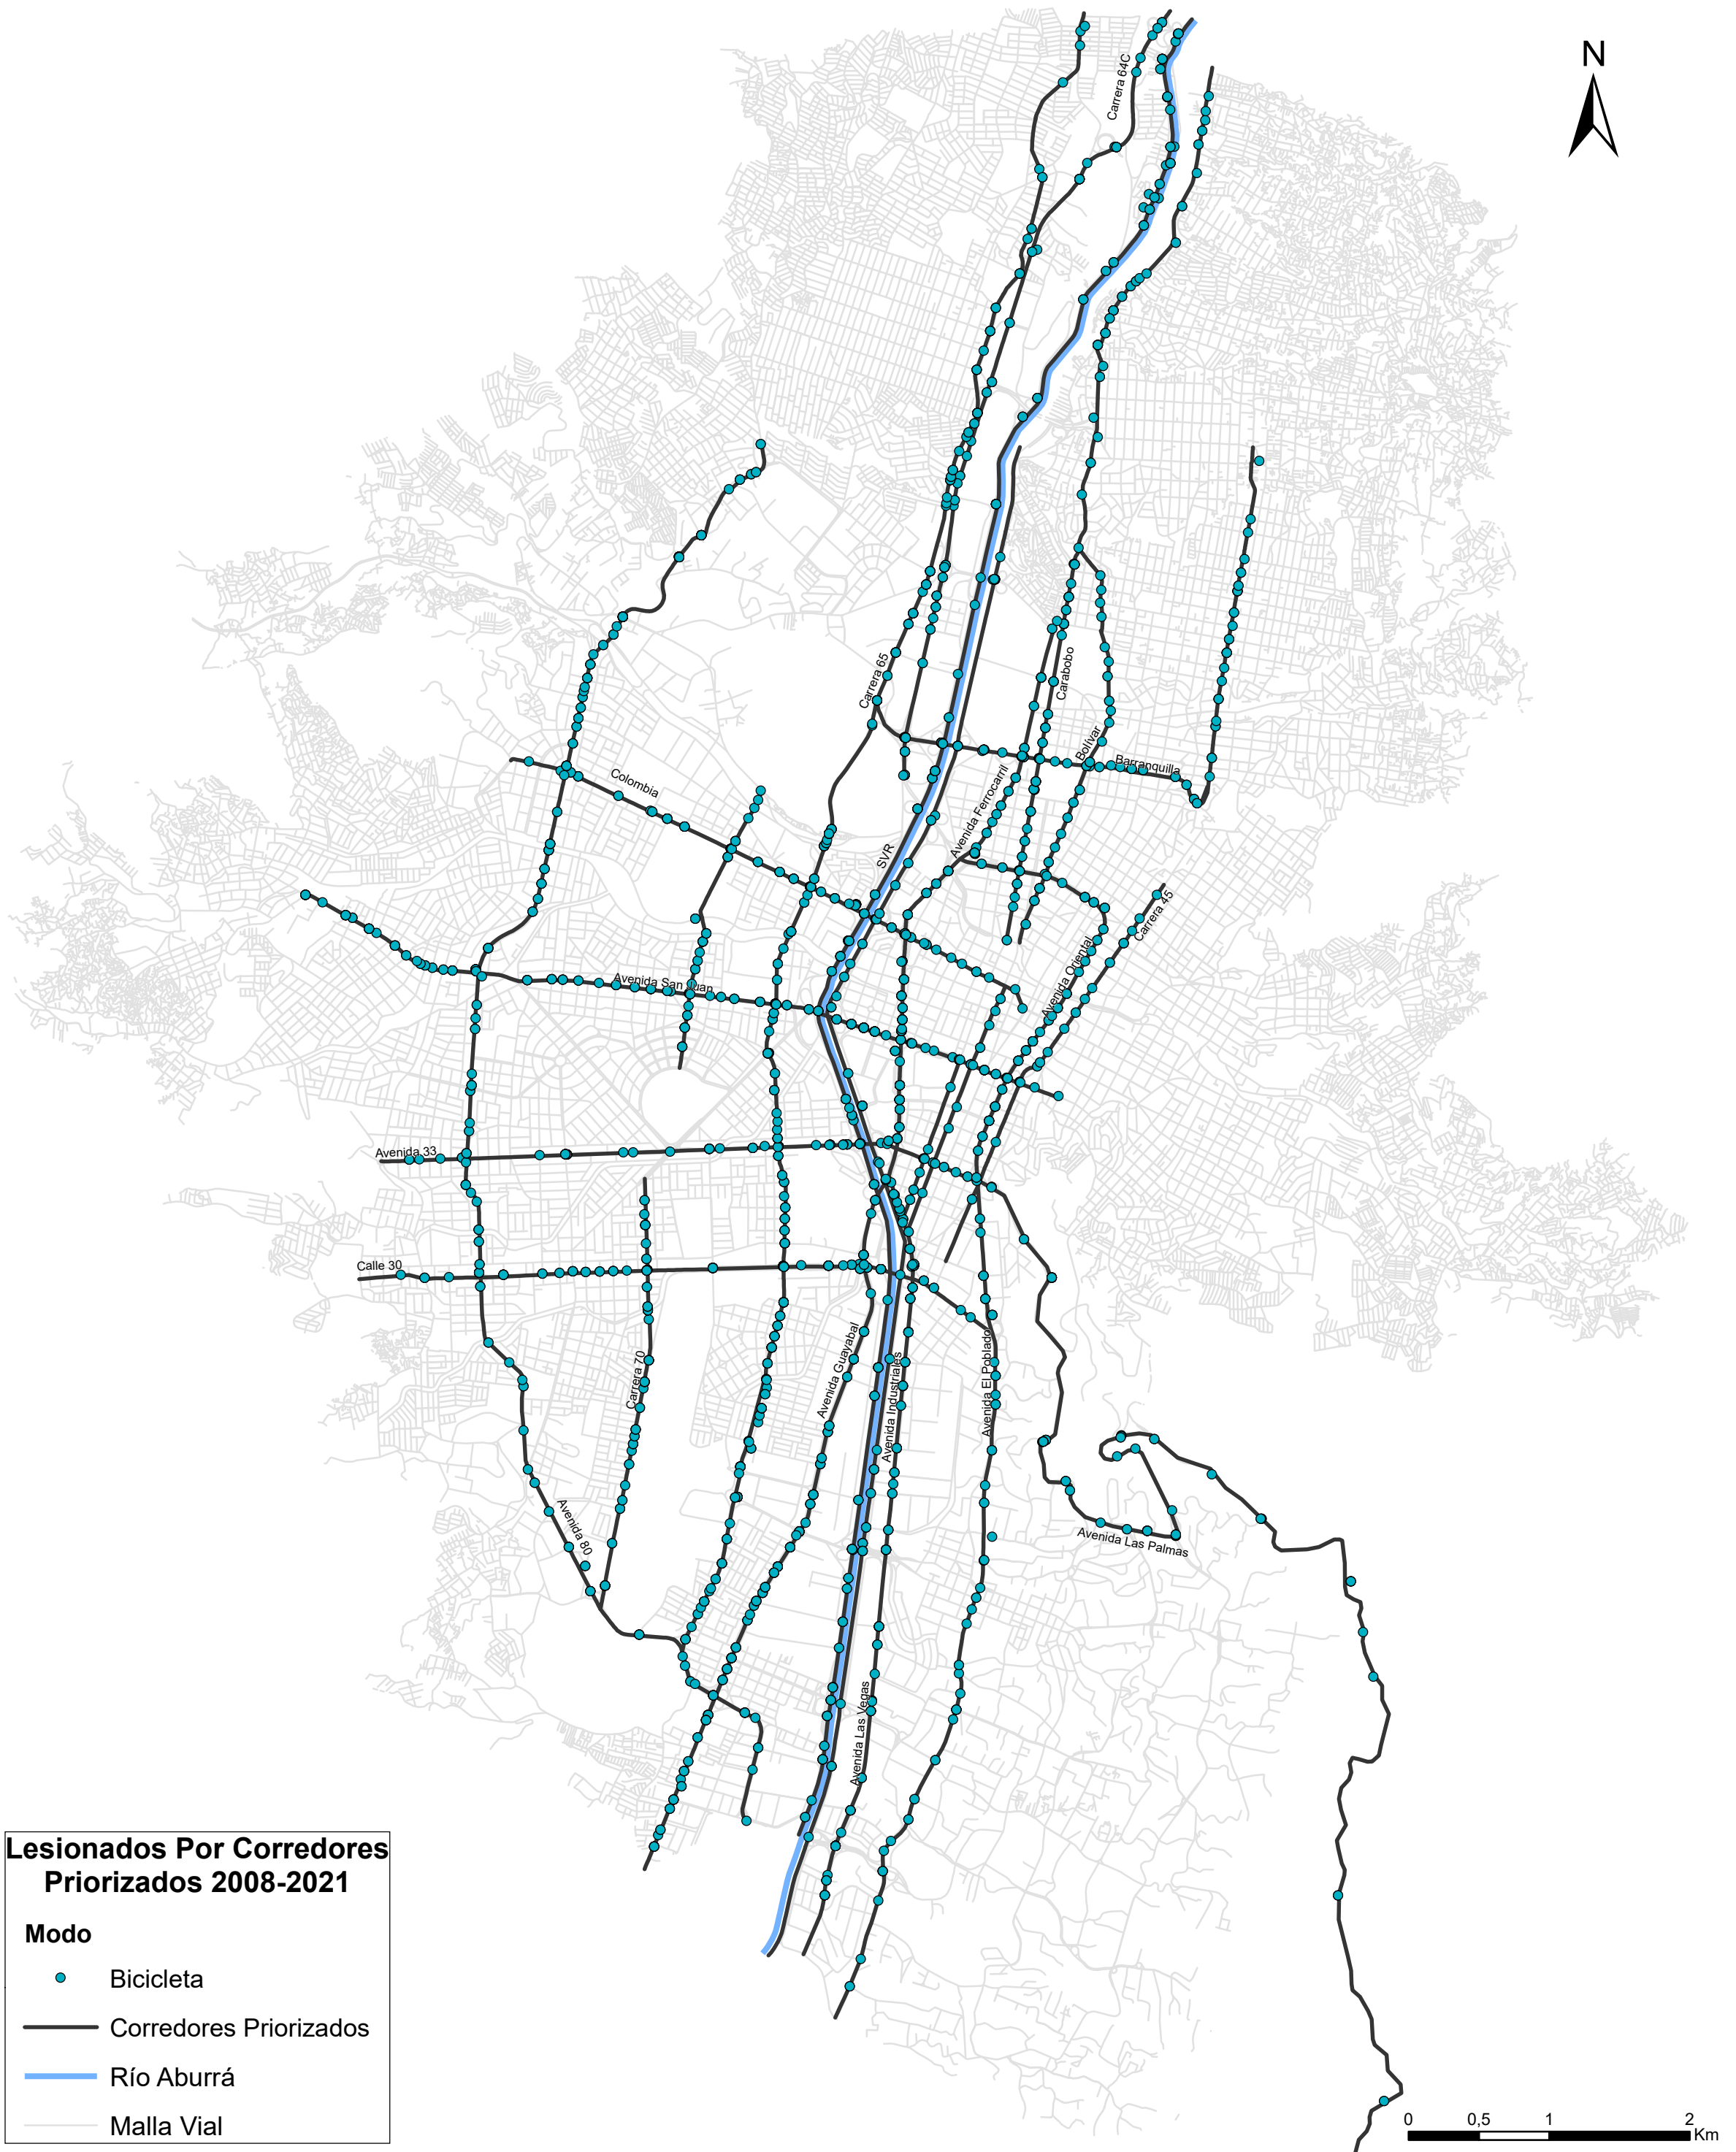 N
Carrera 64C
Carrera 65
Carabobo
Bolívar
Barranquilla
Colombia
Avenida Ferrocarril
SVR
Carrera 45
Avenida Oriental
Avenida San Juan
Avenida 33
Calle 30
Avenida Guayabal
Avenida El Poblado
Carrera 70
Avenida Industriales
Avenida 80
Avenida Las Palmas
Avenida Las Vegas
Lesionados Por Corredores
Priorizados 2008-2021
Modo
Bicicleta
Corredores Priorizados
Río Aburrá
Malla Vial
0 0,5 1 2
Km